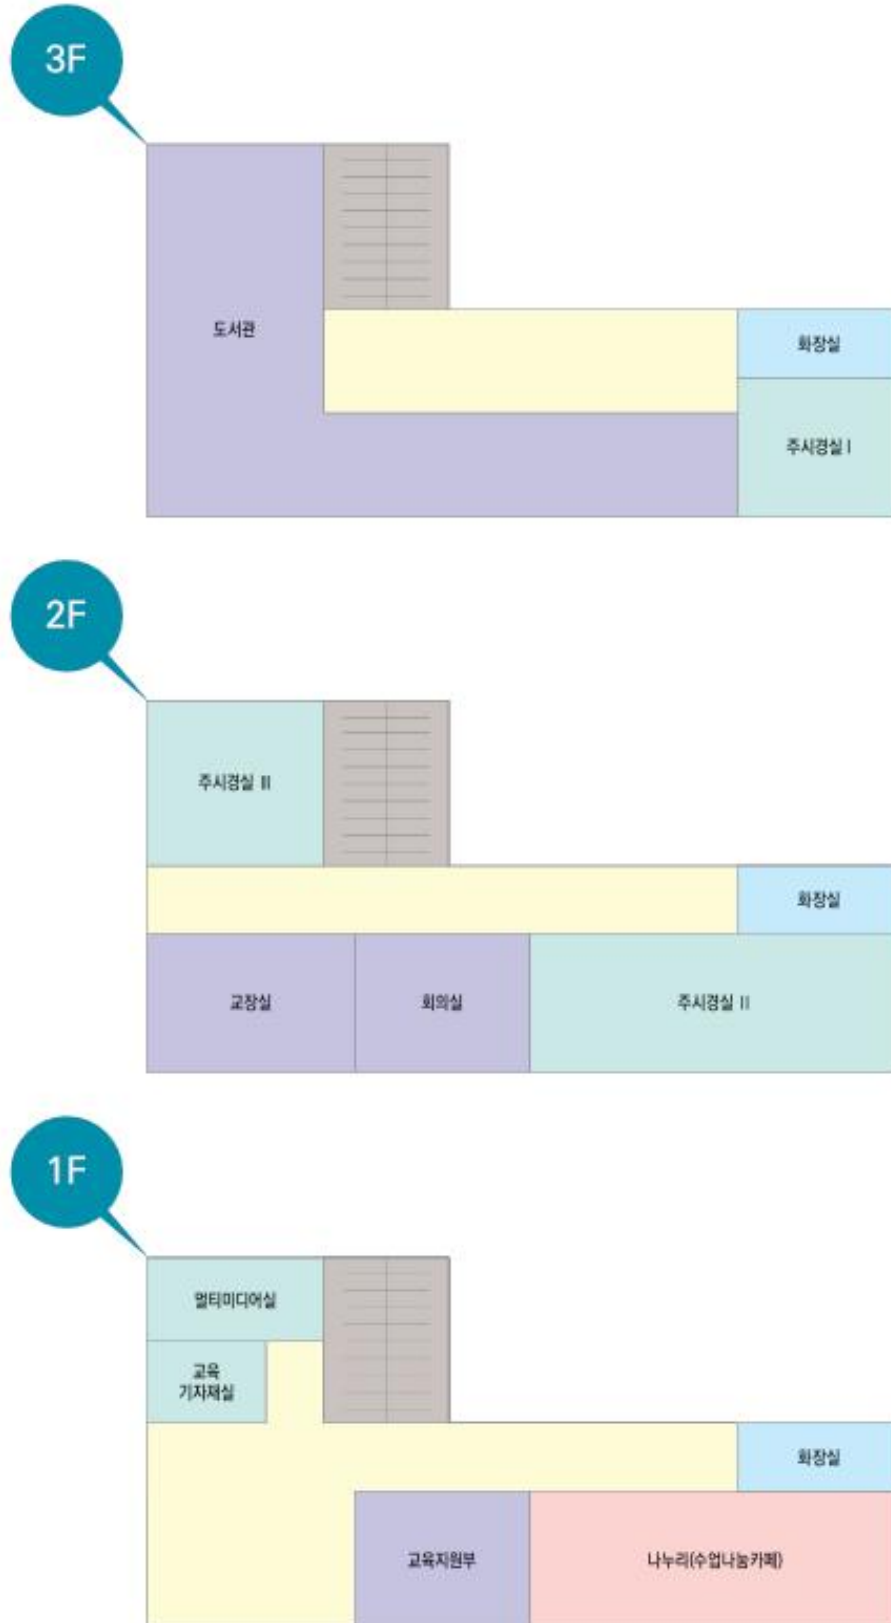 3F
도서관
화장실
주시경실 Ⅰ
2F
주시경실 Ⅲ
화장실
교장실
회의실
주시경실 Ⅱ
1F
멀티미디어실
교육
기자재실
화장실
교육지원부
나누리(수업나눔카페)